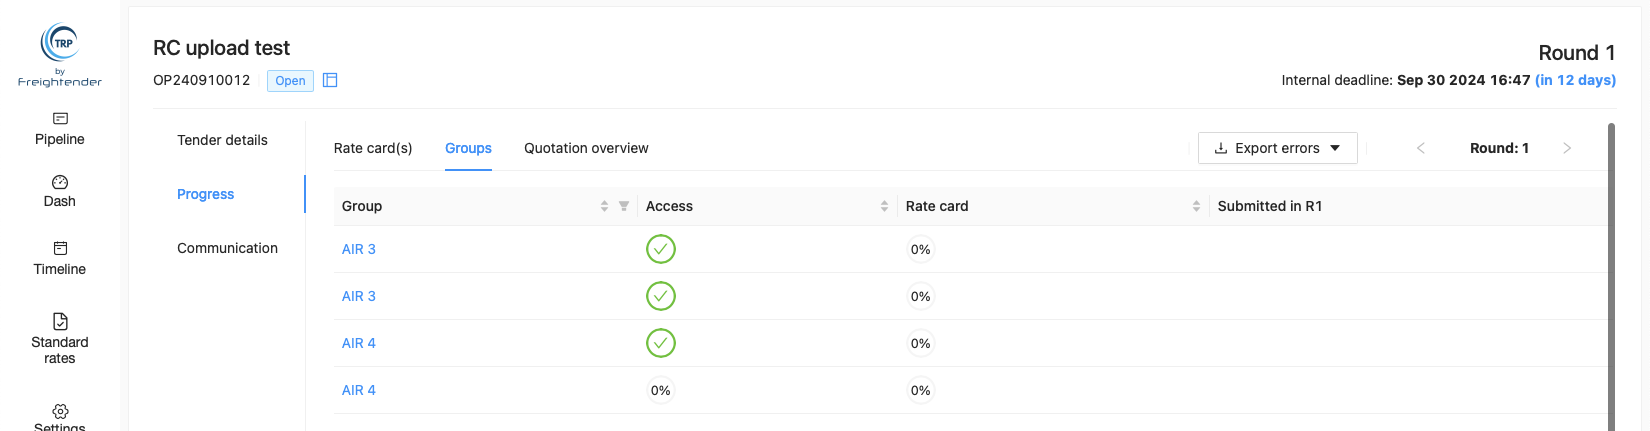 TRP
by
Freightender
Pipeline
Dash
Timeline
Standard
rates
Settings
RC upload test
OP240910012 Open
Round 1
Internal deadline: Sep 30 2024 16:47 (in 12 days)
Tender details
Progress
Communication
Rate card(s) Groups Quotation overview Export errors Round: 1
Group Access Rate card Submitted in R1
AIR 3 0%
AIR 3 0%
AIR 4 0%
AIR 4 0% 0%